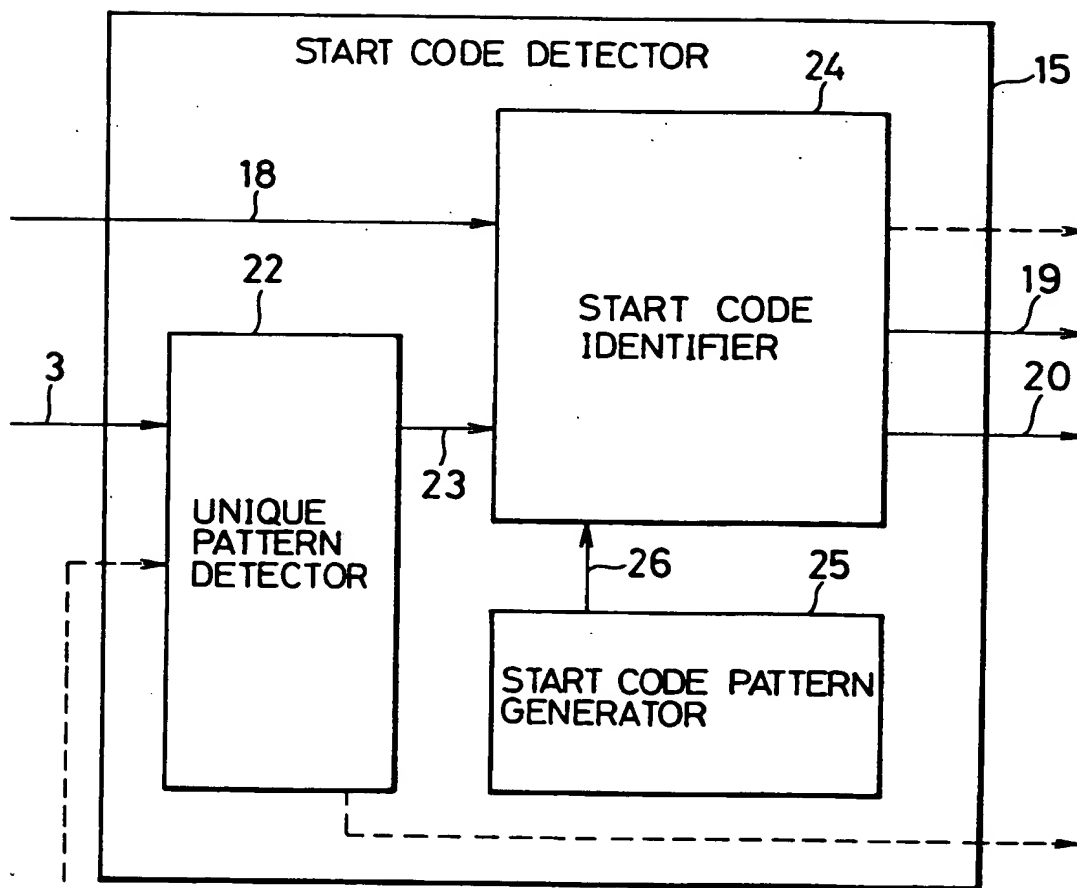 START CODE DETECTOR
15
24
18
22
START CODE
IDENTIFIER
19
3
20
23
UNIQUE
PATTERN
DETECTOR
26
25
START CODE PATTERN
GENERATOR